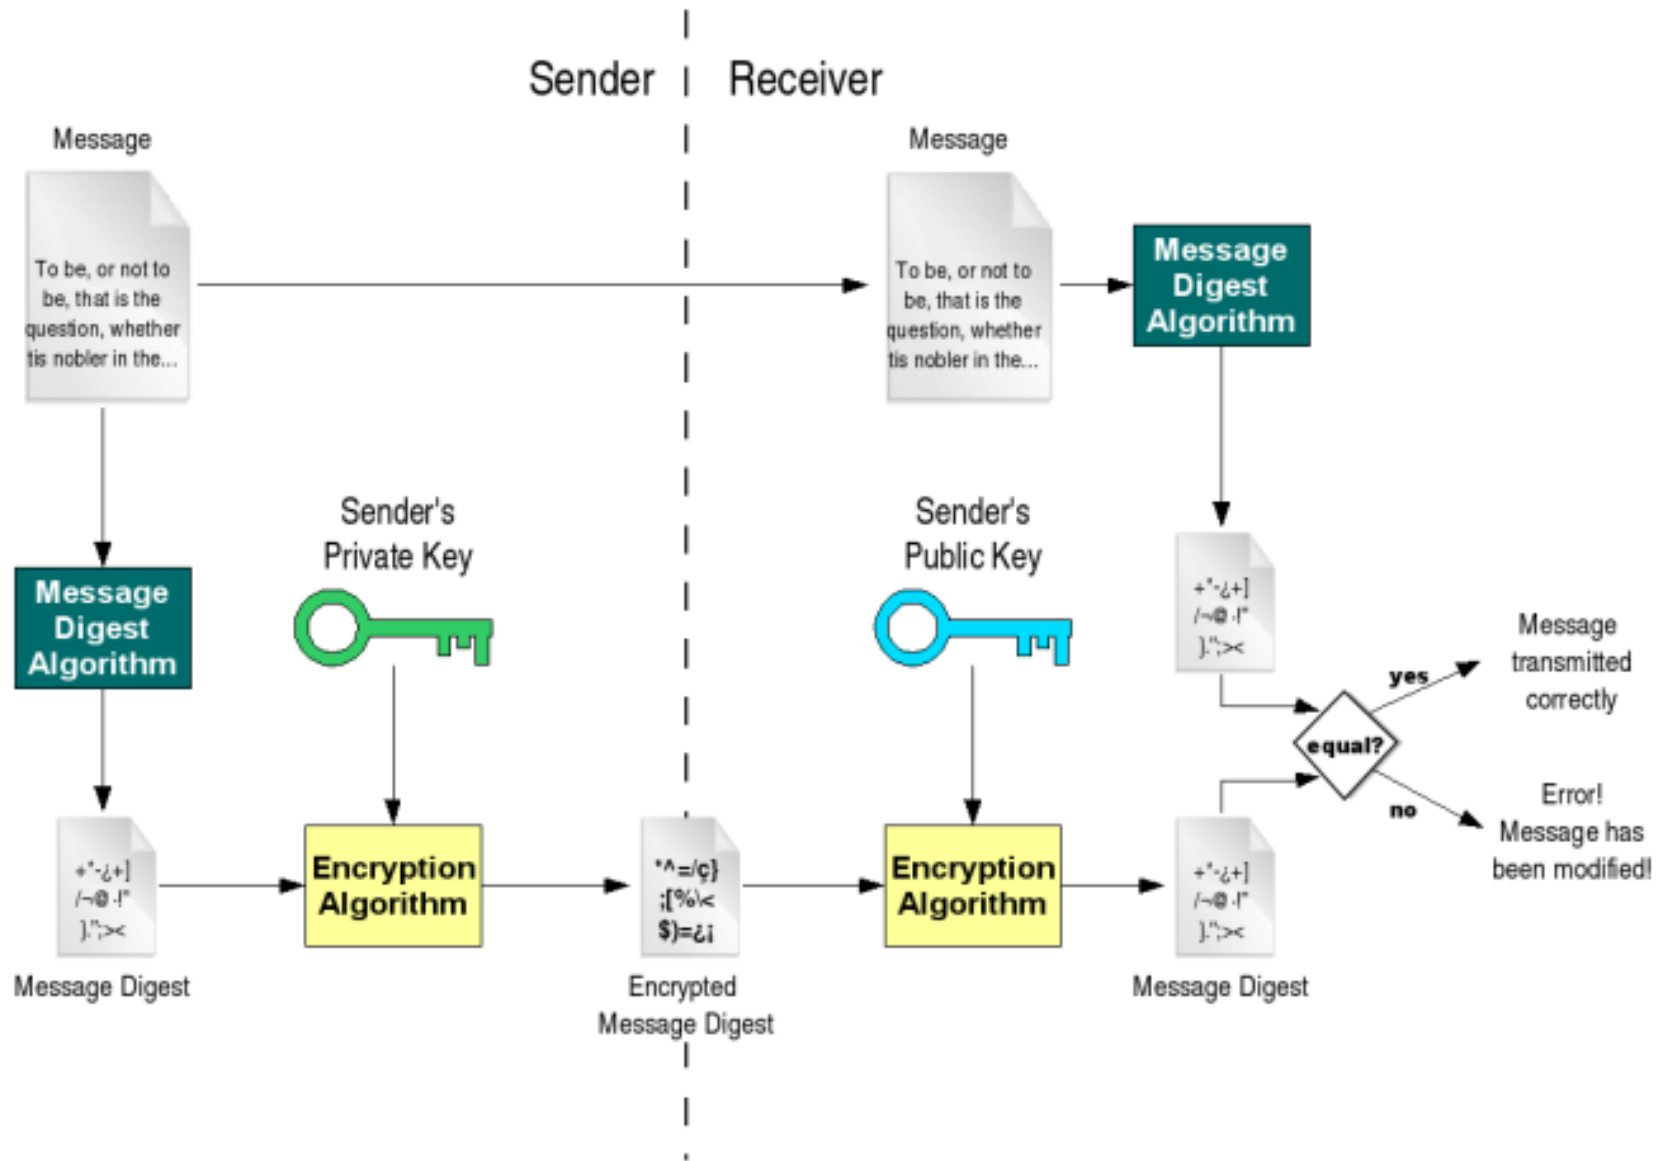 Sender
Receiver
Message
To be, or not to
be, that is the
question, whether
tis nobler in the...
Message
To be, or not to
be, that is the
question, whether
tis nobler in the...
Message
Digest
Algorithm
Sender's
Private Key
Sender's
Public Key
Message
Digest
Algorithm
+*-¿+]
/¬@·!"
}.";><
yes
Message
transmitted
correctly
equal?
no
Error!
Message has
been modified!
+*-¿+]
/¬@·!"
}.";><
Message Digest
Encryption
Algorithm
*^=/ç}
;[%\<
$)=¿¡
Encrypted
Message Digest
Encryption
Algorithm
+*-¿+]
/¬@·!"
}.";><
Message Digest